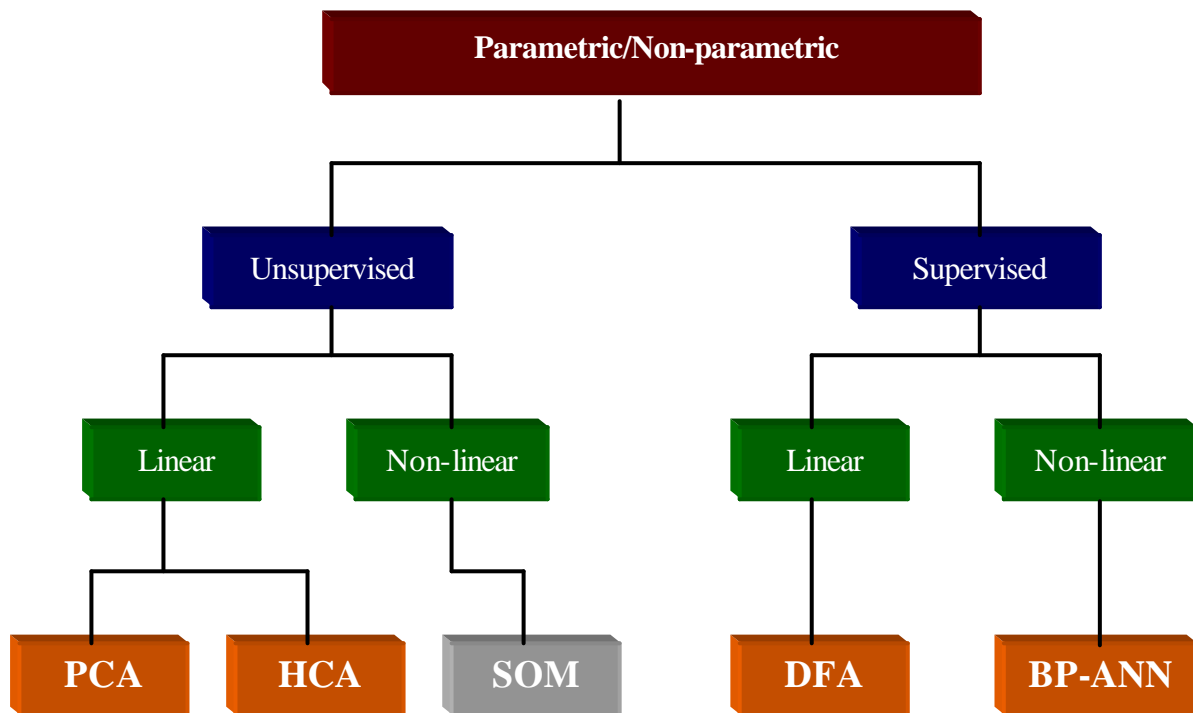 Parametric/Non-parametric
Unsupervised
Supervised
Linear
Non-linear
Linear
Non-linear
PCA
HCA
SOM
DFA
BP-ANN